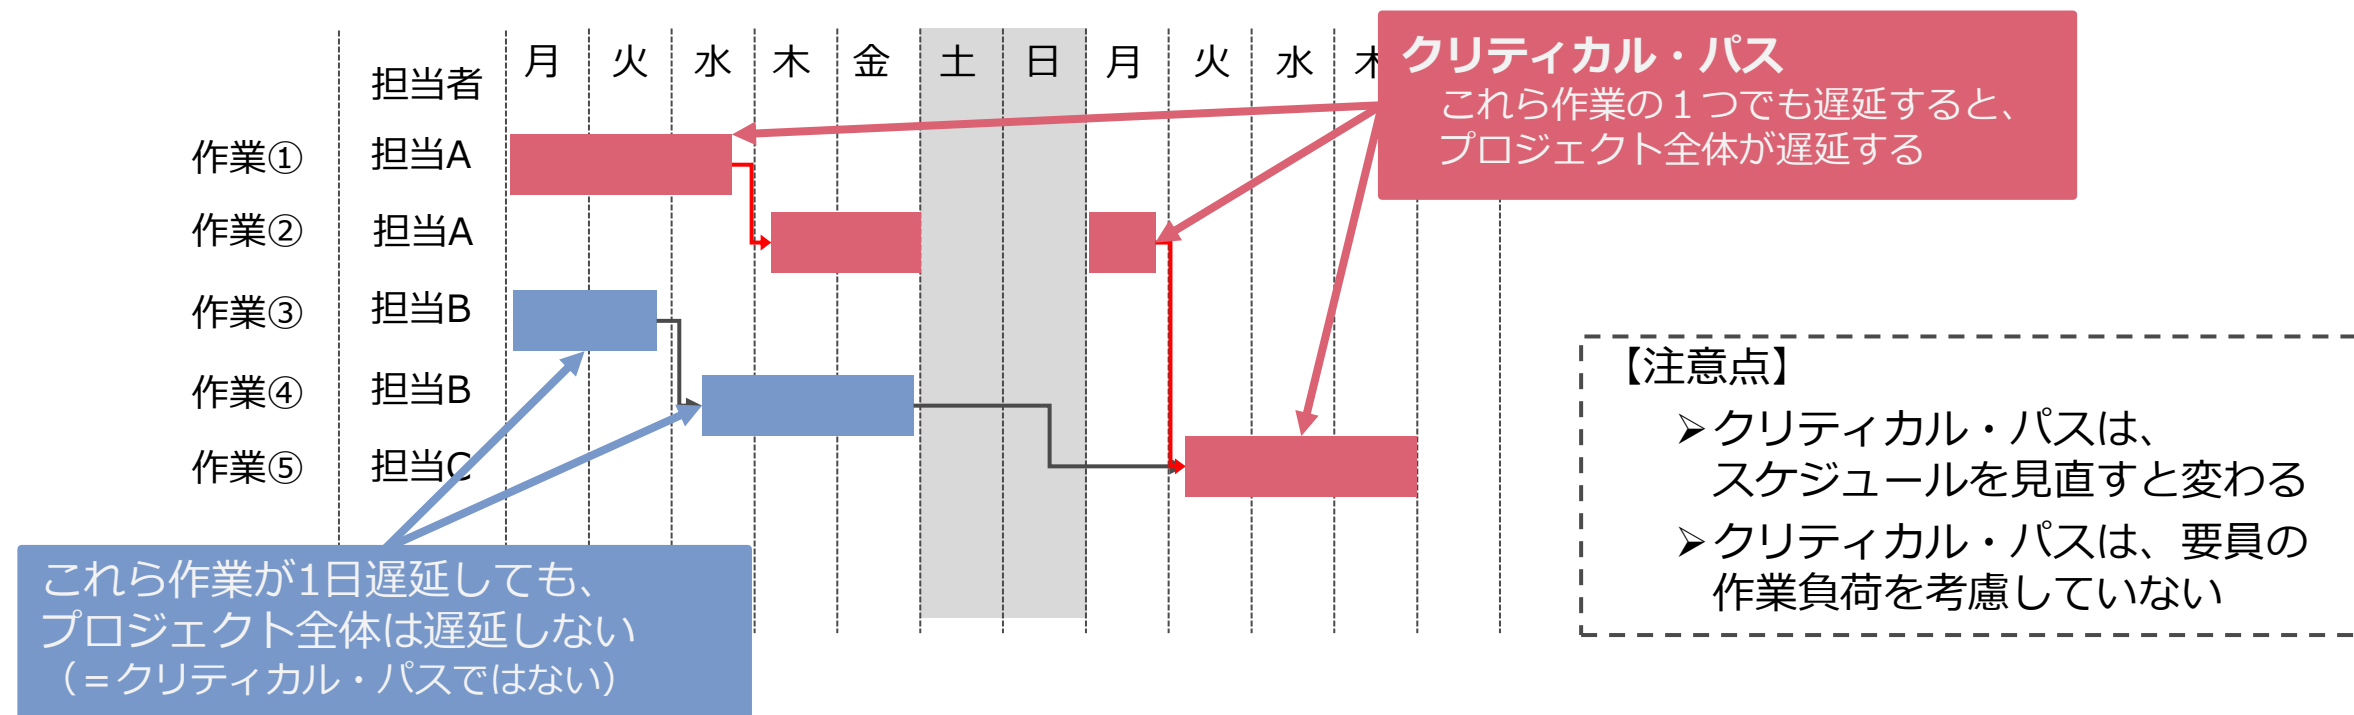 担当者 月 火 水 木 金 土 日 月 火 水 木
クリティカル・パス
これら作業の１つでも遅延すると、
プロジェクト全体が遅延する
作業① 担当A
作業② 担当A
作業③ 担当B
作業④ 担当B
作業⑤ 担当C
【注意点】
➢クリティカル・パスは、
スケジュールを見直すと変わる
➢クリティカル・パスは、要員の
作業負荷を考慮していない
これら作業が1日遅延しても、
プロジェクト全体は遅延しない
（＝クリティカル・パスではない）